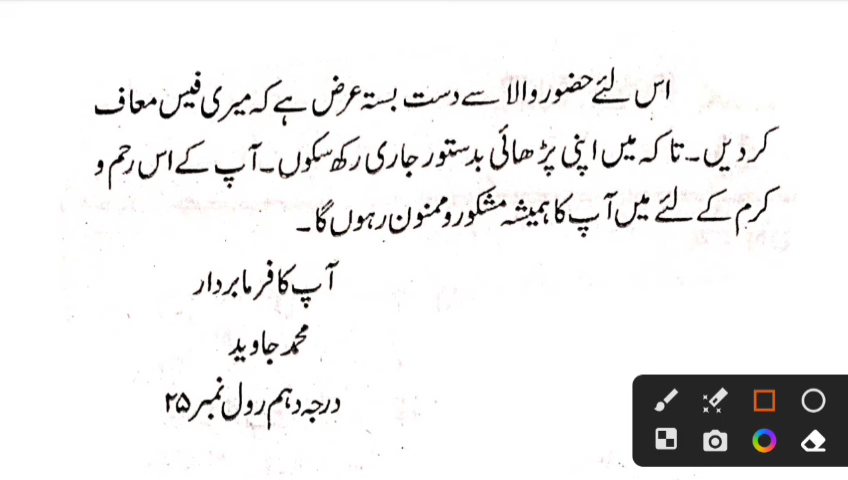 اس لئے حضور والا سے دست بستہ عرض ہے کہ میری فیس معاف
کر دیں۔ تاکہ میں اپنی پڑھائی بدستور جاری رکھ سکوں۔ آپ کے اس رحم و
کرم کے لئے میں آپ کا ہمیشہ مشکور و ممنون رہوں گا۔
آپ کا فرمابردار
محمد جاوید
درجہ دہم رول نمبر ۲۵